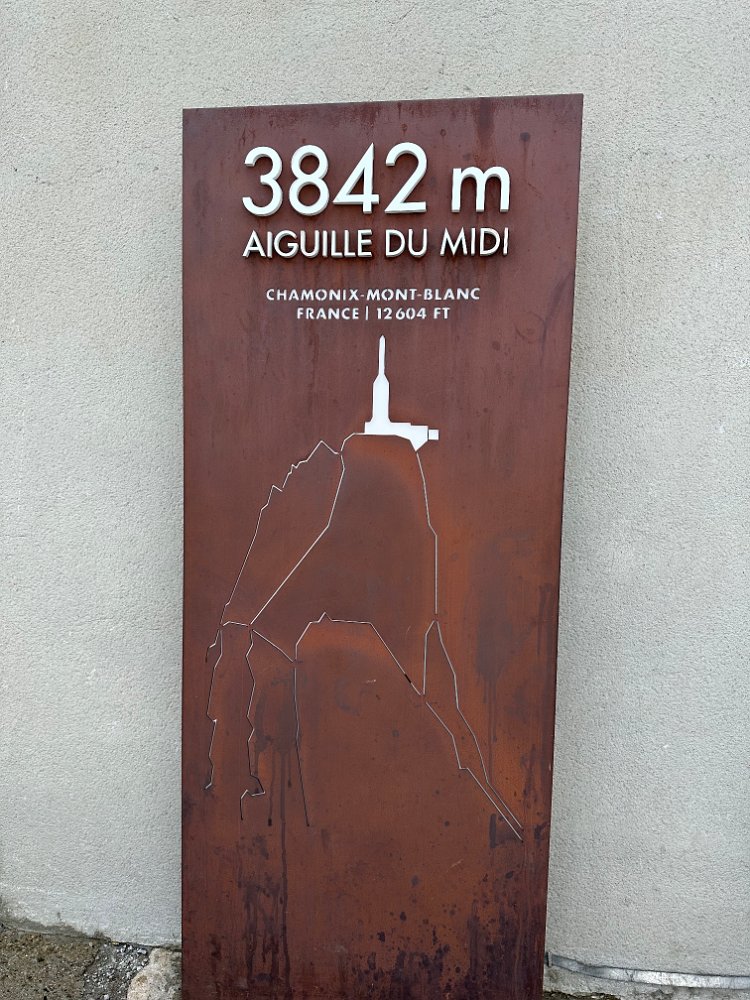 3842 m
AIGUILLE DU MIDI
CHAMONIX-MONT-BLANC
FRANCE | 12 604 FT